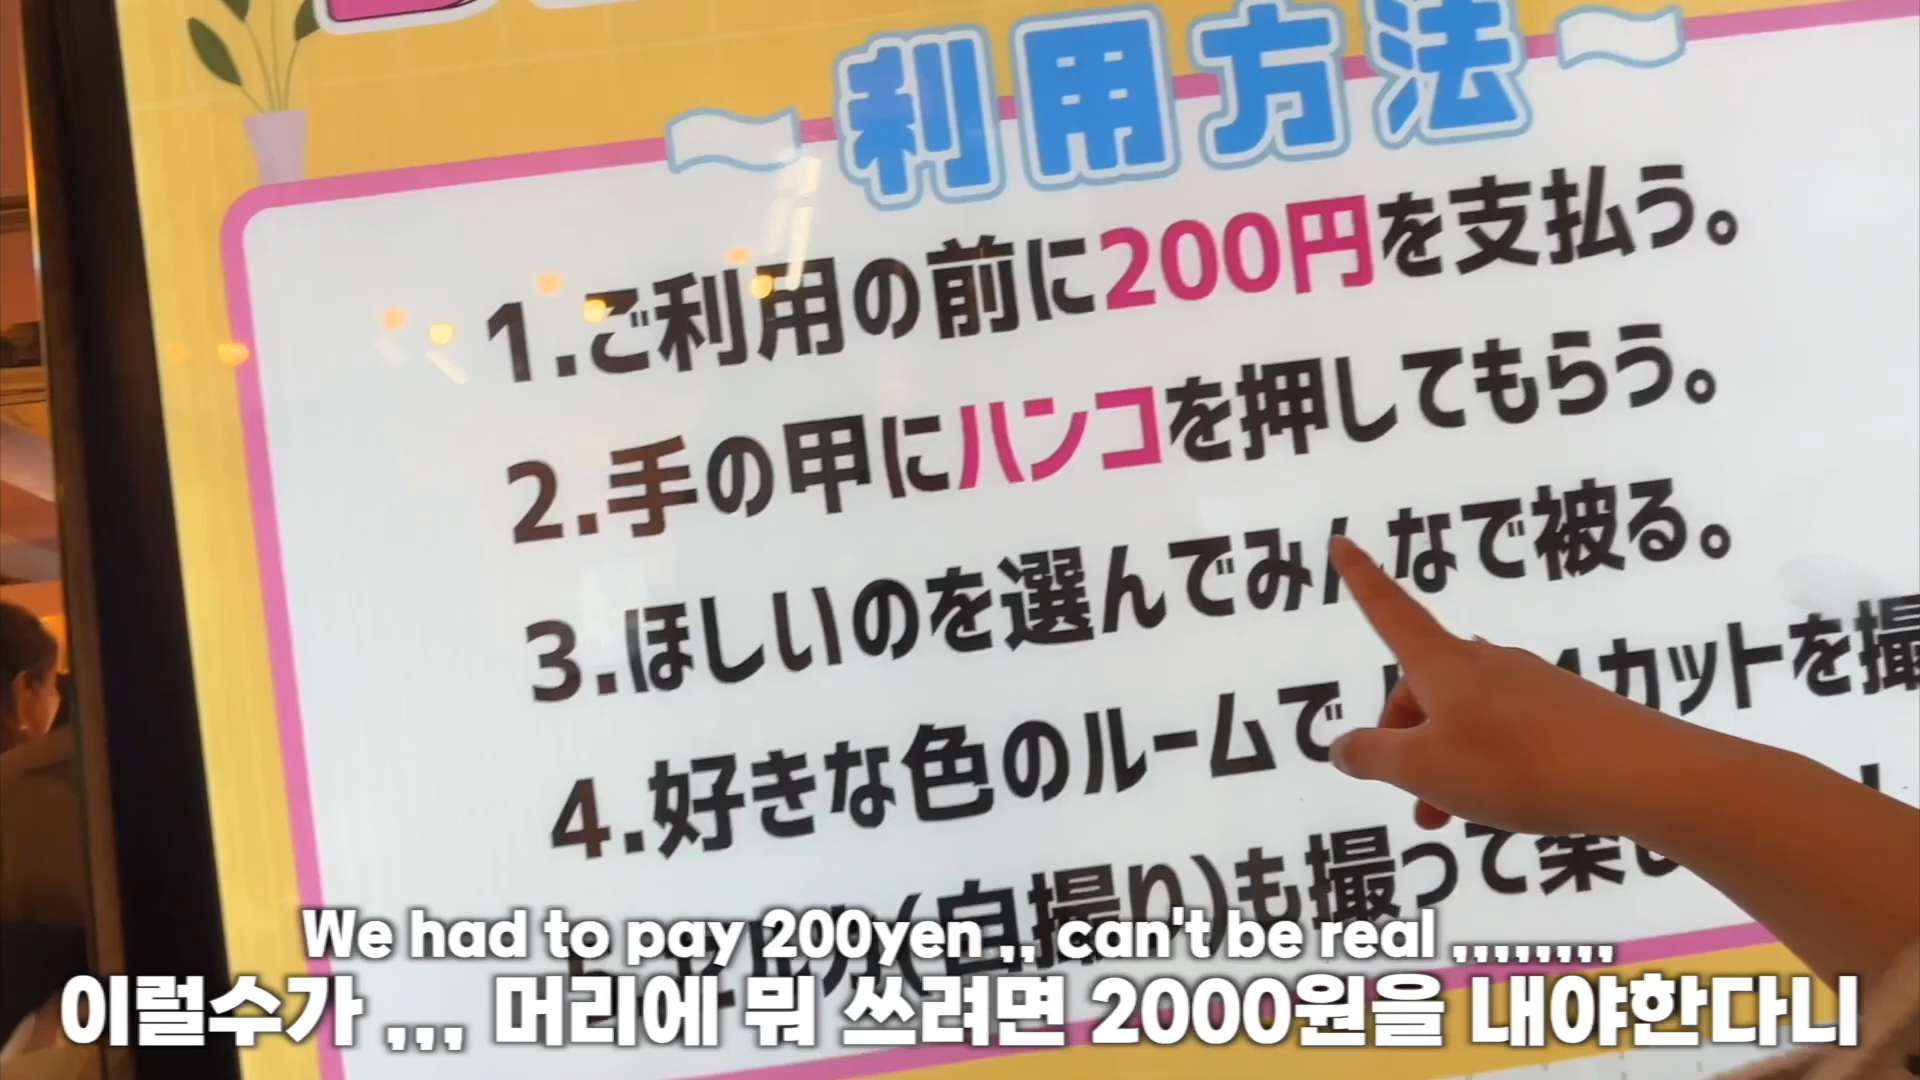 ~利用方法~
1.ご利用の前に200円を支払う。
2.手の甲にハンコを押してもらう。
3.ほしいのを選んでみんなで被る。
4.好きな色のルームで カットを撮
(自撮り)も撮って楽し
We had to pay 200yen ,, can't be real ,,,,,,,,
이럴수가 ,,, 머리에 뭐 쓰려면 2000원을 내야한다니